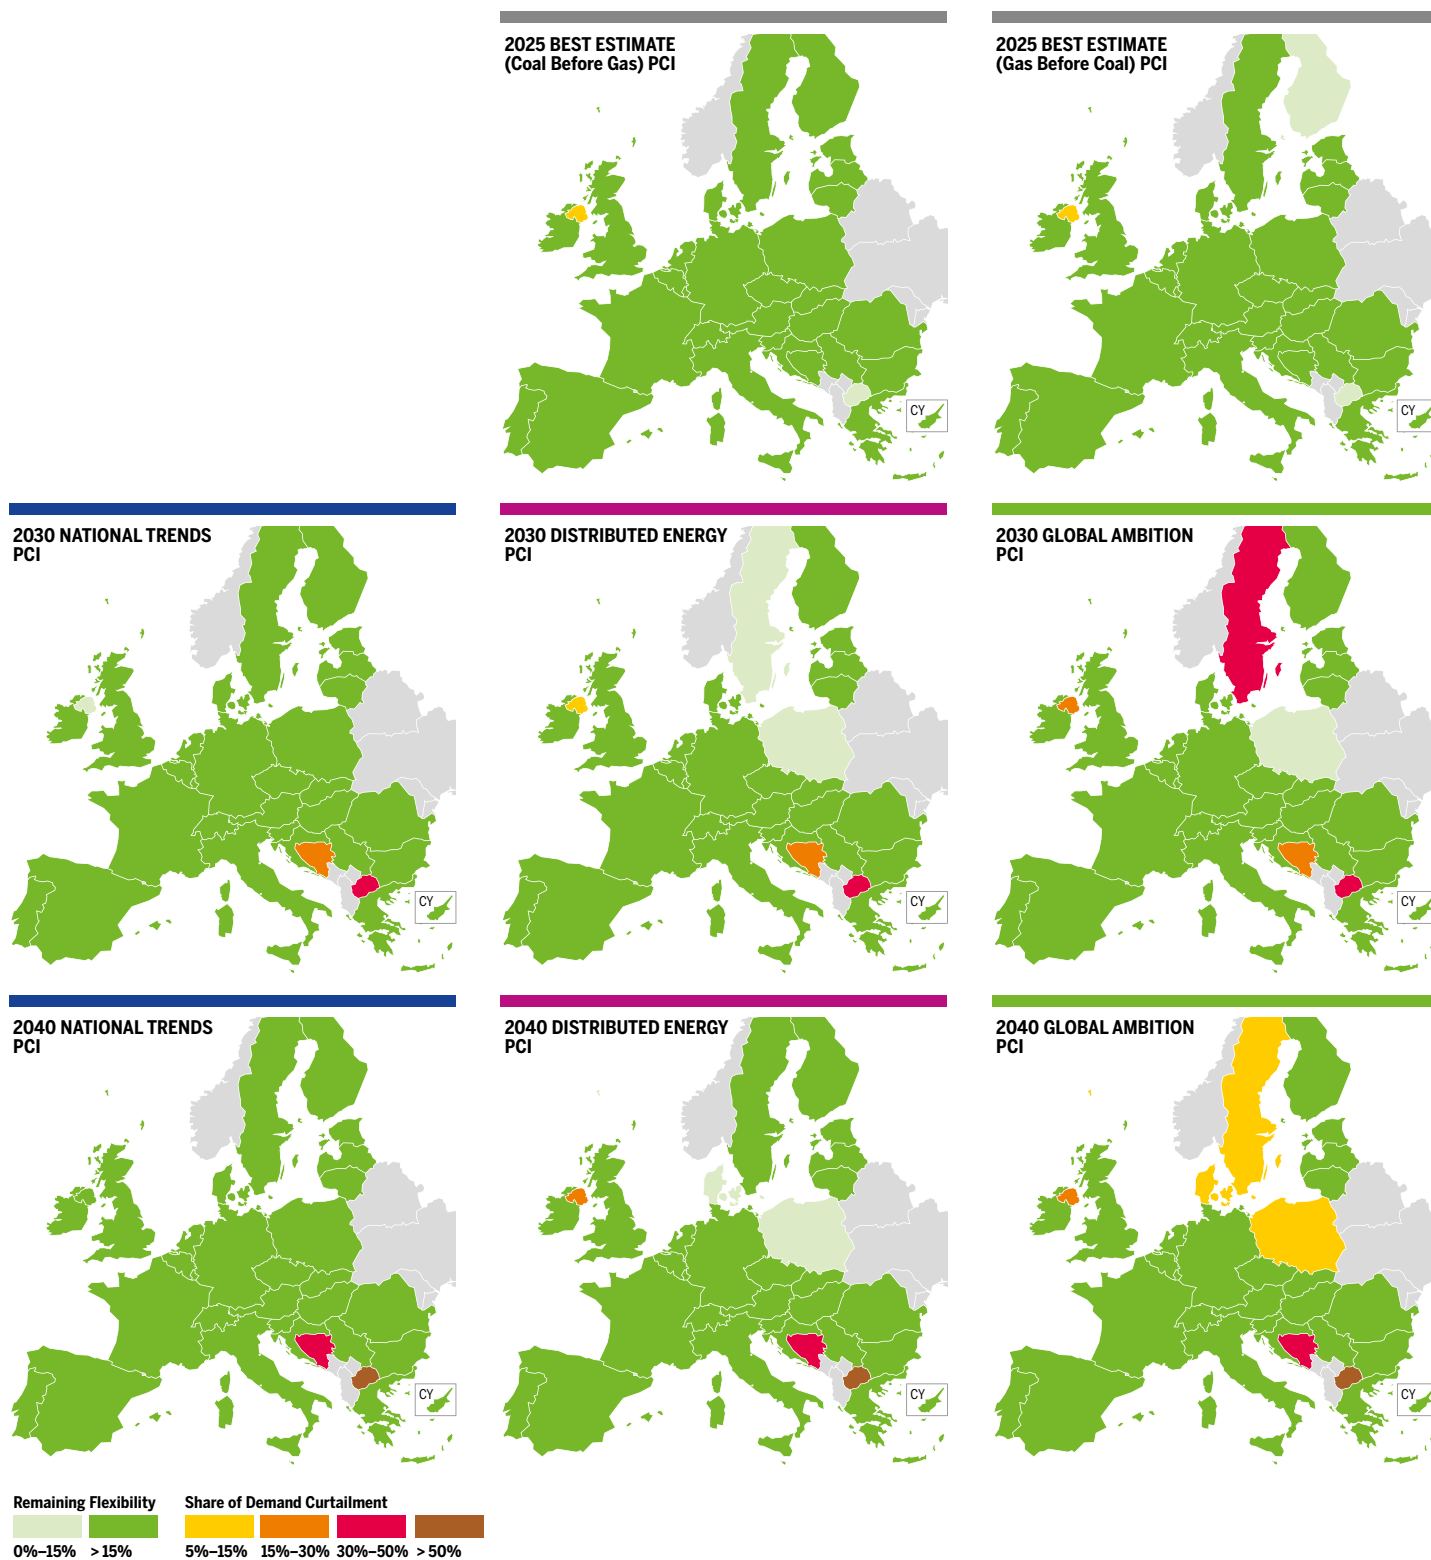 2025 BEST ESTIMATE
(Coal Before Gas) PCI
2025 BEST ESTIMATE
(Gas Before Coal) PCI
CY
CY
2030 NATIONAL TRENDS
PCI
2030 DISTRIBUTED ENERGY
PCI
2030 GLOBAL AMBITION
PCI
CY
CY
CY
2040 NATIONAL TRENDS
PCI
2040 DISTRIBUTED ENERGY
PCI
2040 GLOBAL AMBITION
PCI
CY
CY
CY
Remaining Flexibility
0%–15% > 15%
Share of Demand Curtailment
5%–15% 15%–30% 30%–50% > 50%